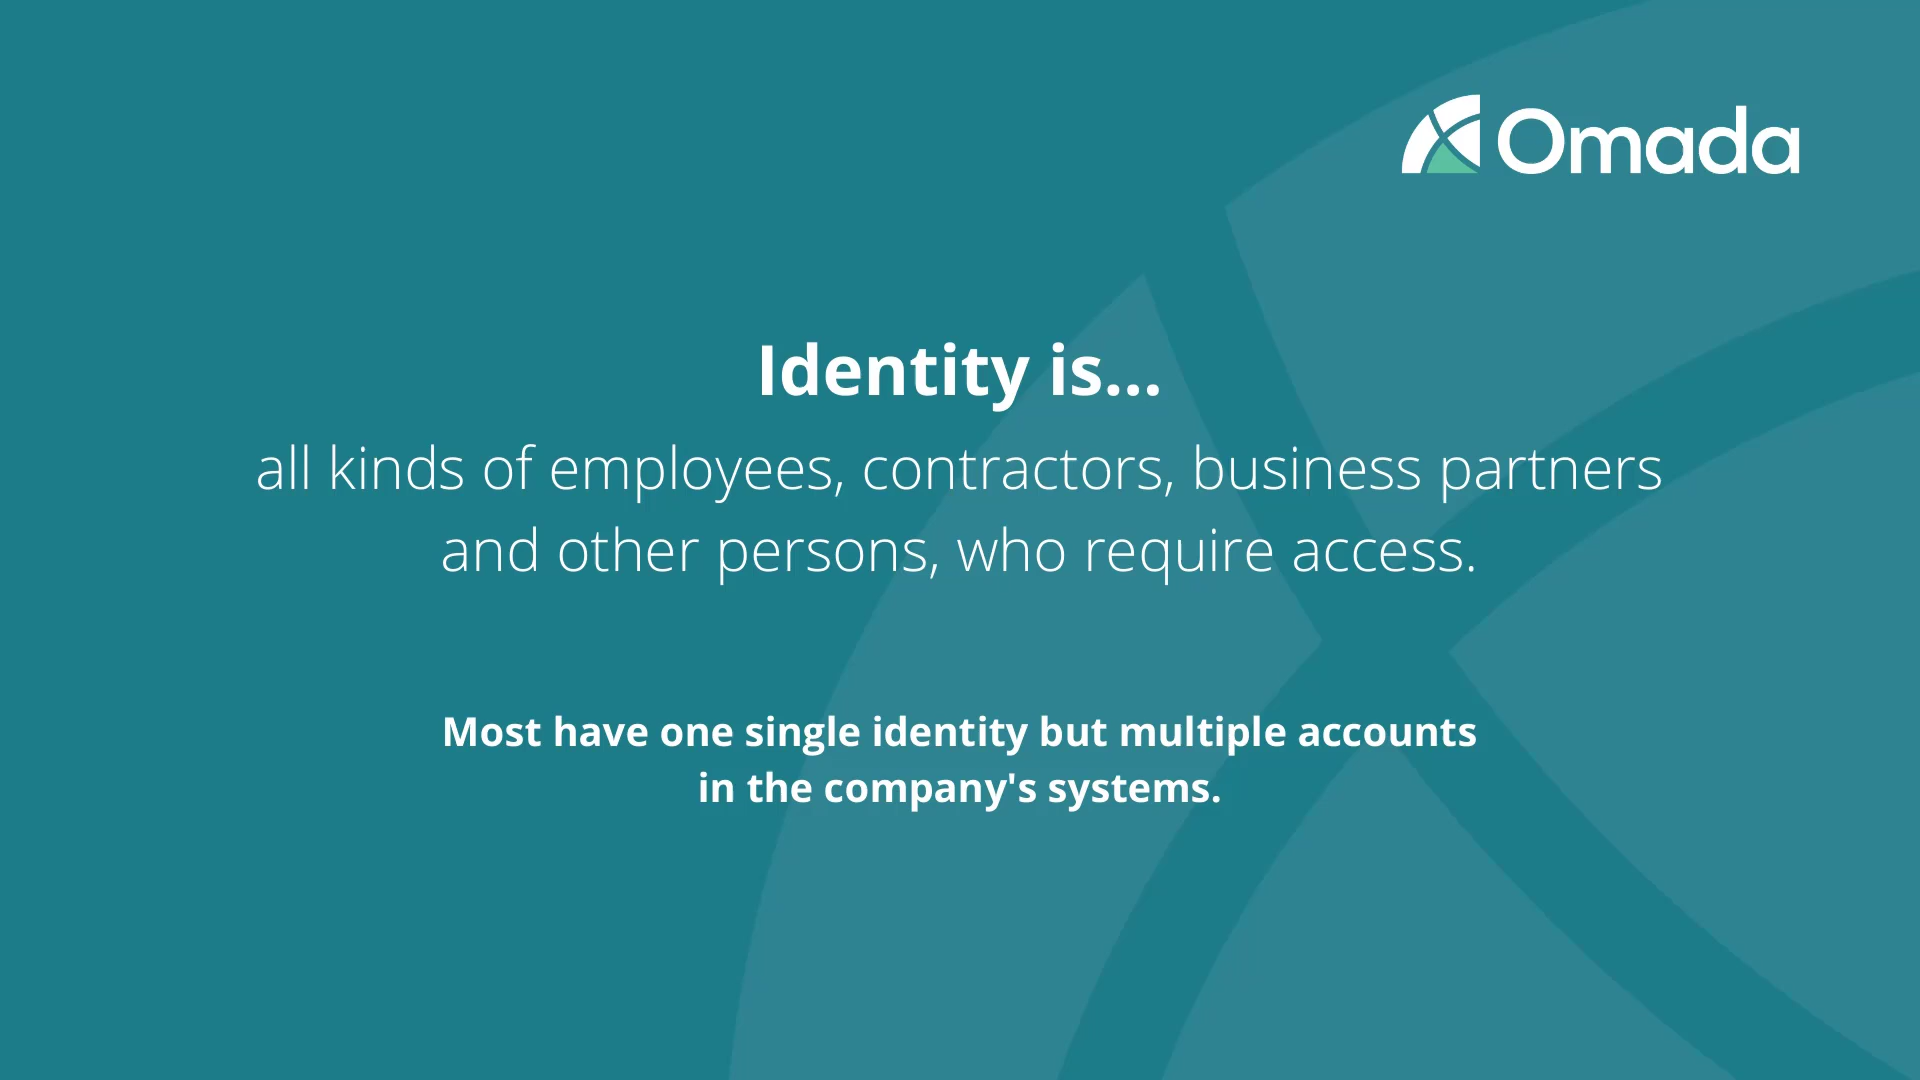 Omada
Identity is...
all kinds of employees, contractors, business partners
and other persons, who require access.
Most have one single identity but multiple accounts
in the company's systems.